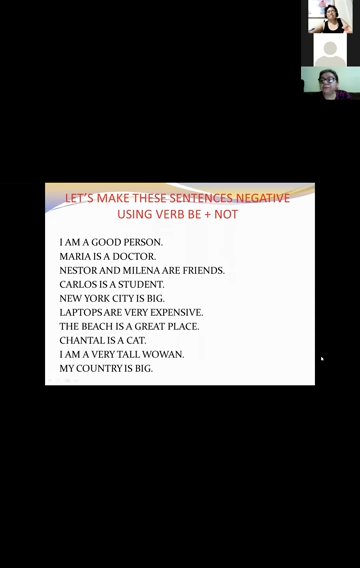 LET'S MAKE THESE SENTENCES NEGATIVE
USING VERB BE + NOT
I AM A GOOD PERSON.
MARIA IS A DOCTOR.
NESTOR AND MILENA ARE FRIENDS.
CARLOS IS A STUDENT.
NEW YORK CITY IS BIG.
LAPTOPS ARE VERY EXPENSIVE.
THE BEACH IS A GREAT PLACE.
CHANTAL IS A CAT.
I AM A VERY TALL WOWAN.
MY COUNTRY IS BIG.